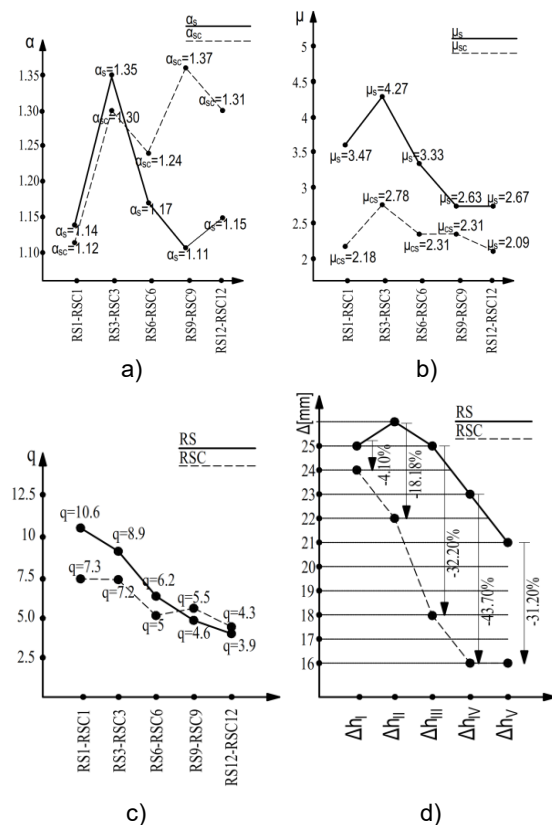 α
αs
αsc
1.35
1.30
1.25
1.20
1.15
1.10
αs=1.14
αsc=1.12
αs=1.35
αsc=1.30
αsc=1.24
αs=1.17
αsc=1.37
αs=1.11
αsc=1.31
αs=1.15
RS1-RSC1
RS3-RSC3
RS6-RSC6
RS9-RSC9
RS12-RSC12
a)
μ
μs
μsc
5
4.5
4
3.5
3
2.5
2
μs=3.47
μcs=2.18
μs=4.27
μcs=2.78
μs=3.33
μcs=2.31
μs=2.63
μcs=2.31
μs=2.67
μs=2.09
RS1-RSC1
RS3-RSC3
RS6-RSC6
RS9-RSC9
RS12-RSC12
b)
q
RS
RSC
12.5
10
7.5
5.0
2.5
q=10.6
q=7.3
q=8.9
q=7.2
q=6.2
q=5
q=5.5
q=4.6
q=4.3
q=3.9
RS1-RSC1
RS3-RSC3
RS6-RSC6
RS9-RSC9
RS12-RSC12
c)
Δ[mm]
RS
RSC
25
24
23
22
21
20
19
18
17
16
-4.10%
-18.18%
-32.20%
-43.70%
-31.20%
ΔhI
ΔhII
ΔhIII
ΔhIV
ΔhV
d)